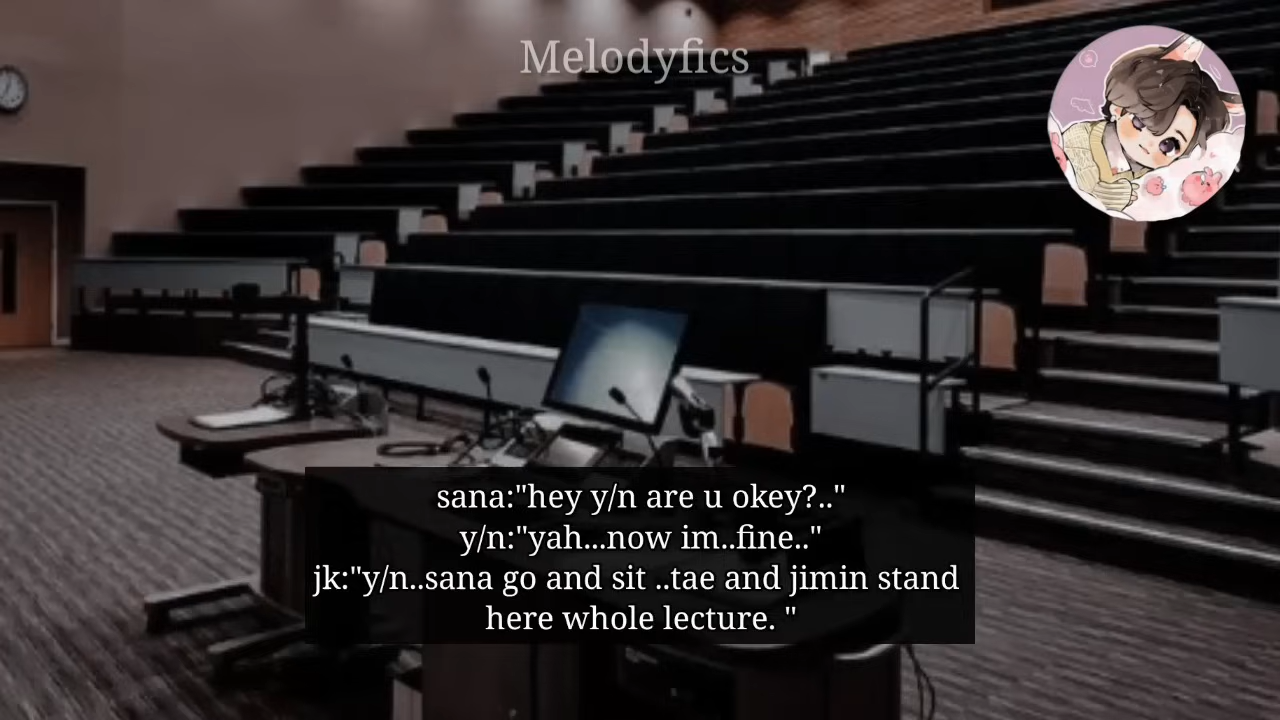 Melodyfics
sana:"hey y/n are u okey?.."
y/n:"yah...now im..fine.."
jk:"y/n..sana go and sit ..tae and jimin stand
here whole lecture. "